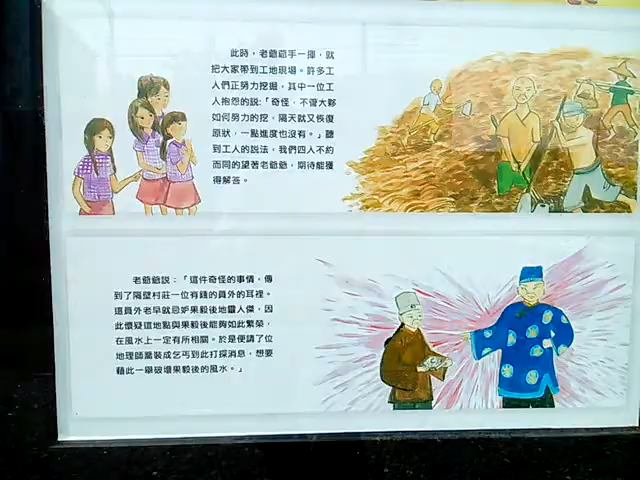 此時，老爺爺手一揮，就
把大家帶到工地現場。許多工
人們正努力挖掘，其中一位工
人抱怨的說：「奇怪，不管大夥
如何努力的挖，隔天就又恢復
原狀，一點進度也沒有。」聽
到工人的說法，我們四人不約
而同的望著老爺爺，期待能獲
得解答。
老爺爺說：「這件奇怪的事情，傳
到了隔壁村莊一位有錢的員外的耳裡。
這員外老早就忌妒果毅後地靈人傑，因
此懷疑這地點與果毅後能夠如此繁榮，
在風水上一定有所相關。於是便請了位
地理師喬裝成乞丐到此打探消息，想要
藉此一舉破壞果毅後的風水。」